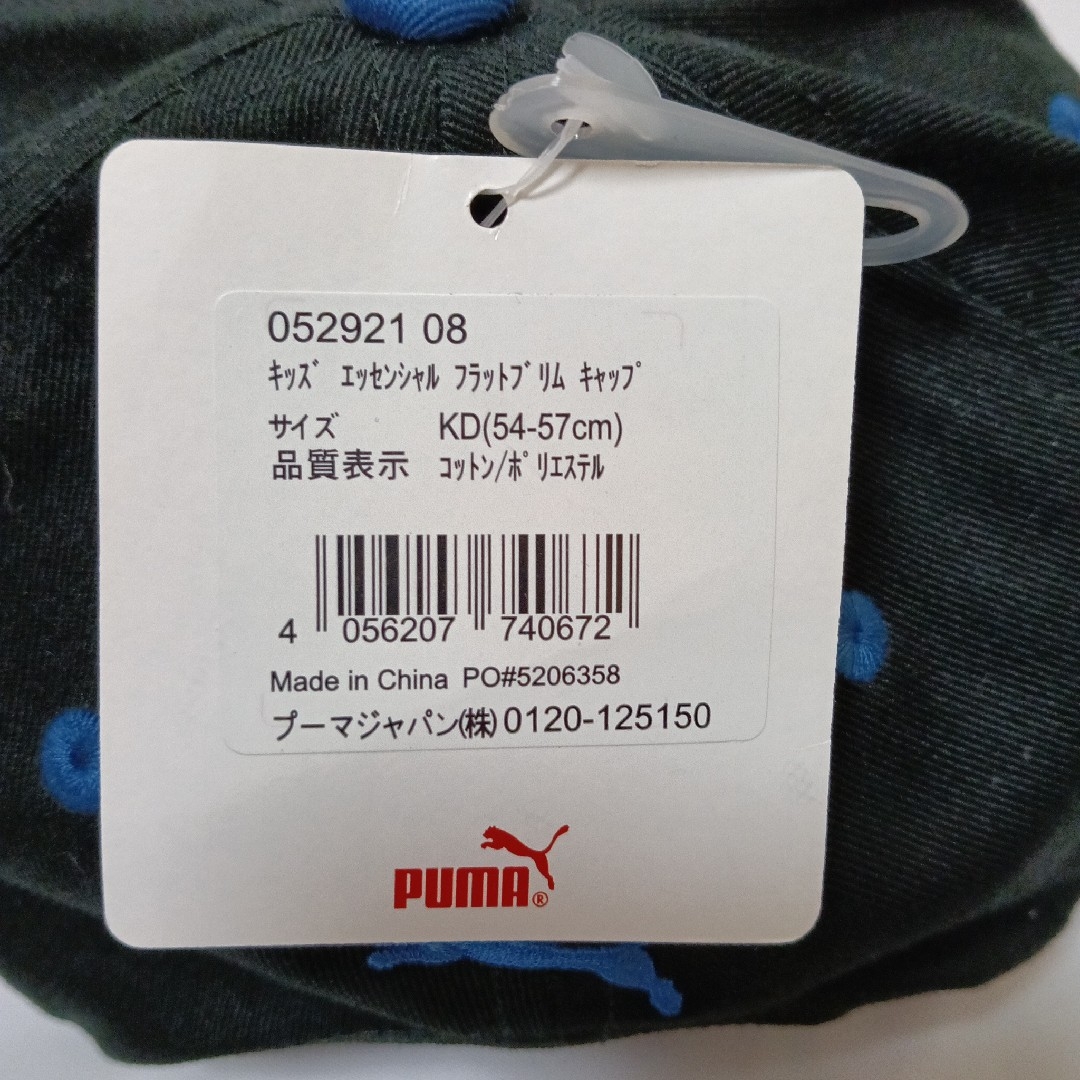 052921 08
ｷｯｽﾞ ｴｯｾﾝｼｬﾙ ﾌﾗｯﾄﾌﾞﾘﾑ ｷｬｯﾌﾟ
サイズ KD(54-57cm)
品質表示 ｺｯﾄﾝ/ﾎﾟﾘｴｽﾃﾙ
4 056207 740672
Made in China PO#5206358
プーマジャパン㈱0120-125150
PUMA®